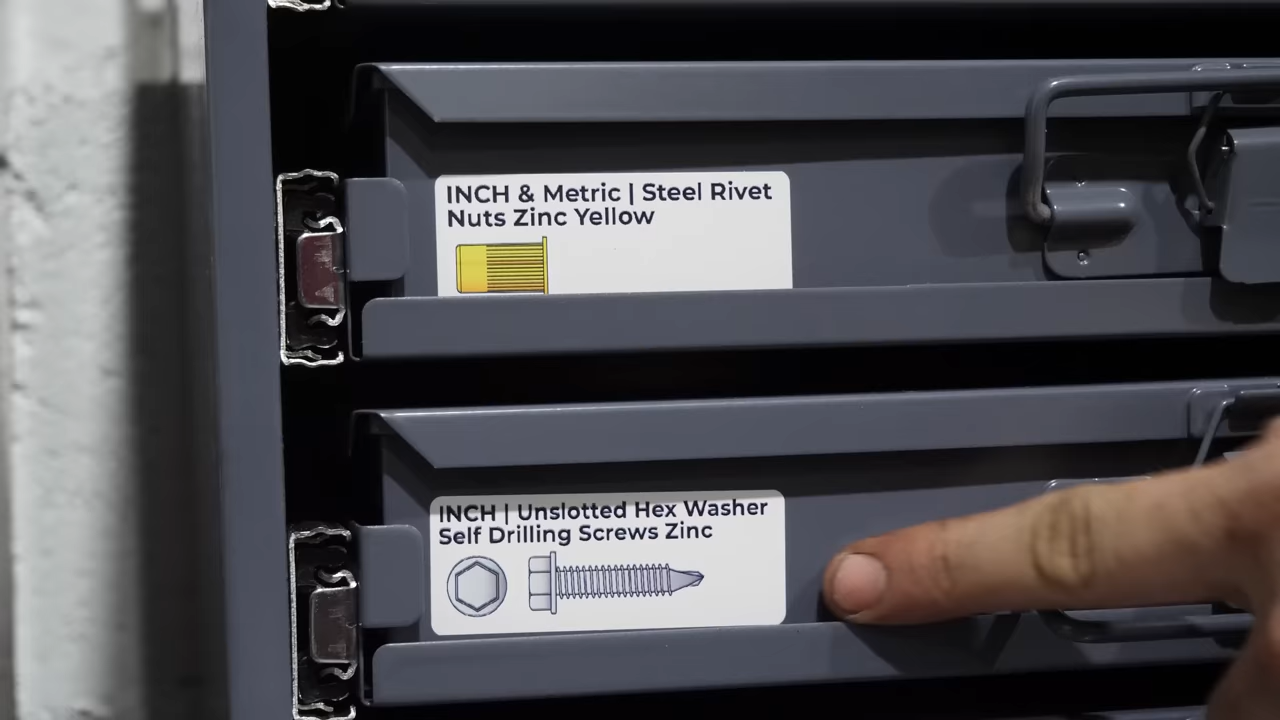 INCH & Metric | Steel Rivet
Nuts Zinc Yellow
INCH | Unslotted Hex Washer
Self Drilling Screws Zinc